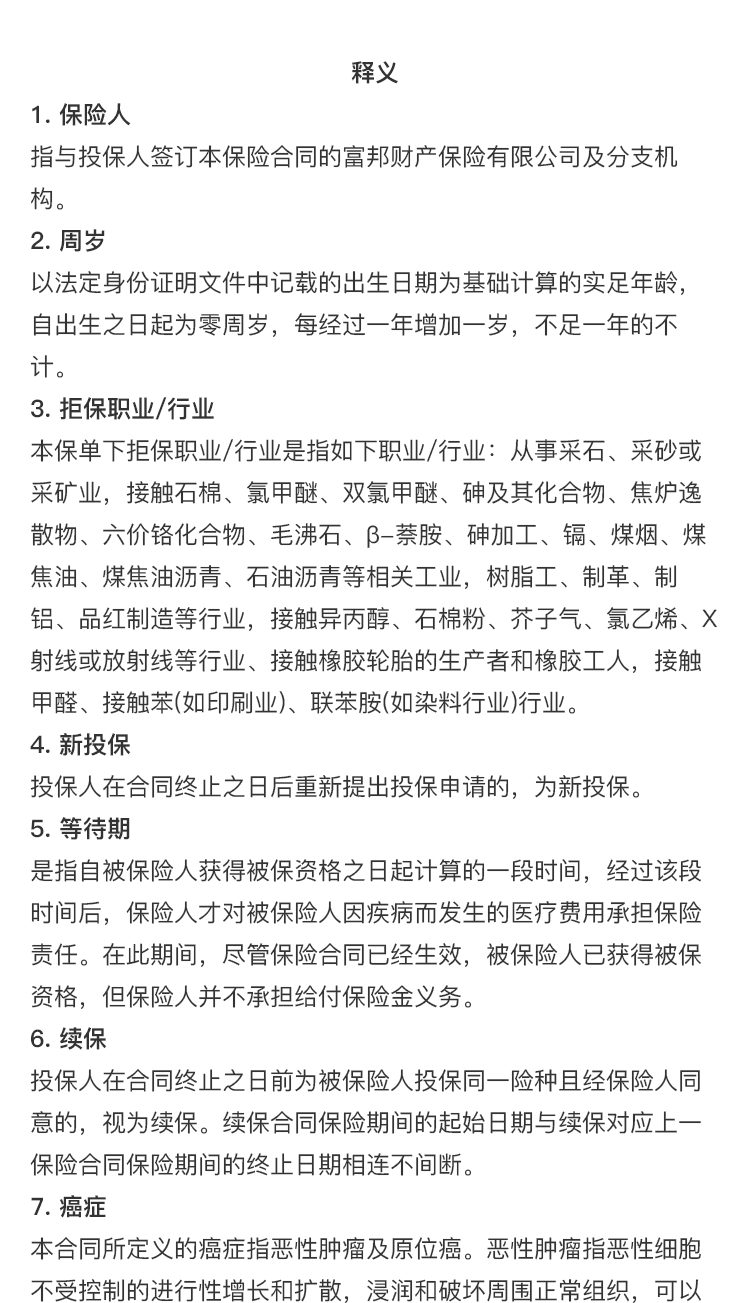 释义
1. 保险人
指与投保人签订本保险合同的富邦财产保险有限公司及分支机
构。
2. 周岁
以法定身份证明文件中记载的出生日期为基础计算的实足年龄，
自出生之日起为零周岁，每经过一年增加一岁，不足一年的不
计。
3. 拒保职业/行业
本保单下拒保职业/行业是指如下职业/行业：从事采石、采砂或
采矿业，接触石棉、氯甲醚、双氯甲醚、砷及其化合物、焦炉逸
散物、六价铬化合物、毛沸石、β–萘胺、砷加工、镉、煤烟、煤
焦油、煤焦油沥青、石油沥青等相关工业，树脂工、制革、制
铝、品红制造等行业，接触异丙醇、石棉粉、芥子气、氯乙烯、X
射线或放射线等行业、接触橡胶轮胎的生产者和橡胶工人，接触
甲醛、接触苯(如印刷业)、联苯胺(如染料行业)行业。
4. 新投保
投保人在合同终止之日后重新提出投保申请的，为新投保。
5. 等待期
是指自被保险人获得被保资格之日起计算的一段时间，经过该段
时间后，保险人才对被保险人因疾病而发生的医疗费用承担保险
责任。在此期间，尽管保险合同已经生效，被保险人已获得被保
资格，但保险人并不承担给付保险金义务。
6. 续保
投保人在合同终止之日前为被保险人投保同一险种且经保险人同
意的，视为续保。续保合同保险期间的起始日期与续保对应上一
保险合同保险期间的终止日期相连不间断。
7. 癌症
本合同所定义的癌症指恶性肿瘤及原位癌。恶性肿瘤指恶性细胞
不受控制的进行性增长和扩散，浸润和破坏周围正常组织，可以